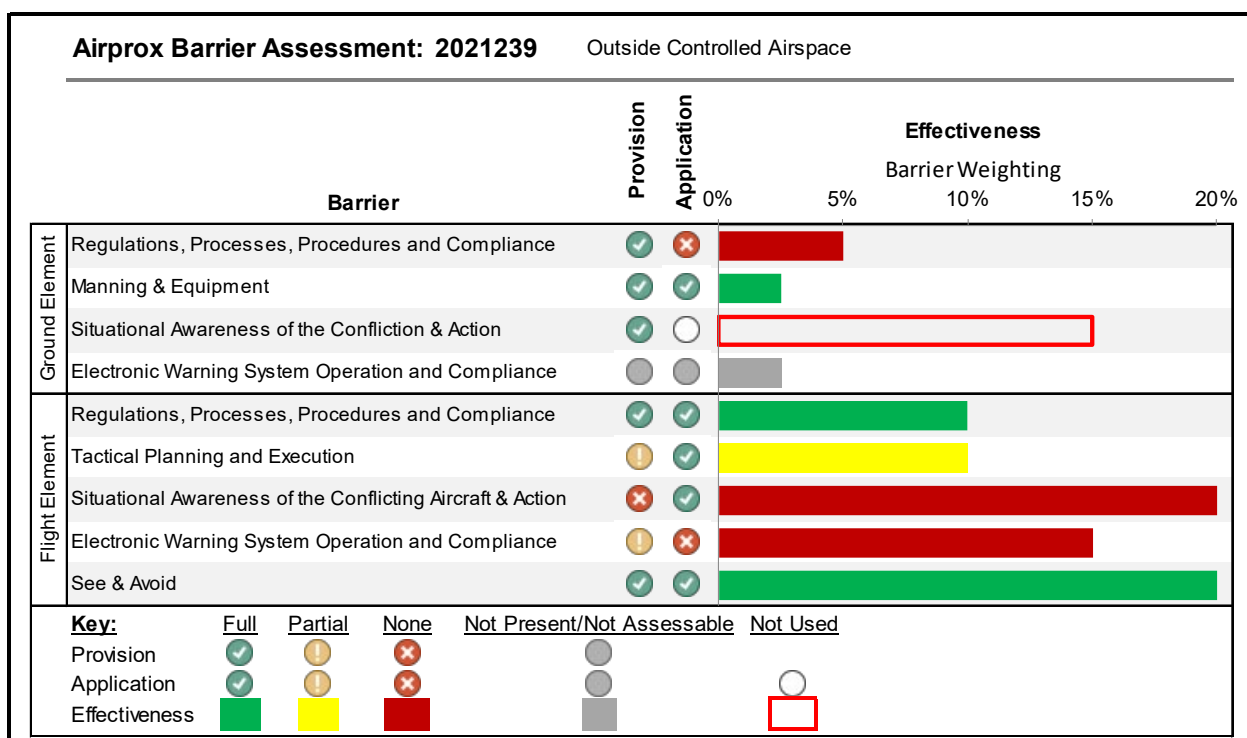 Airprox Barrier Assessment: 2021239 Outside Controlled Airspace
Barrier Provision Application Effectiveness
Barrier Weighting
0% 5% 10% 15% 20%
Ground Element
Regulations, Processes, Procedures and Compliance
Manning & Equipment
Situational Awareness of the Confliction & Action
Electronic Warning System Operation and Compliance
Flight Element
Regulations, Processes, Procedures and Compliance
Tactical Planning and Execution
Situational Awareness of the Conflicting Aircraft & Action
Electronic Warning System Operation and Compliance
See & Avoid
Key: Full Partial None Not Present/Not Assessable Not Used
Provision
Application
Effectiveness